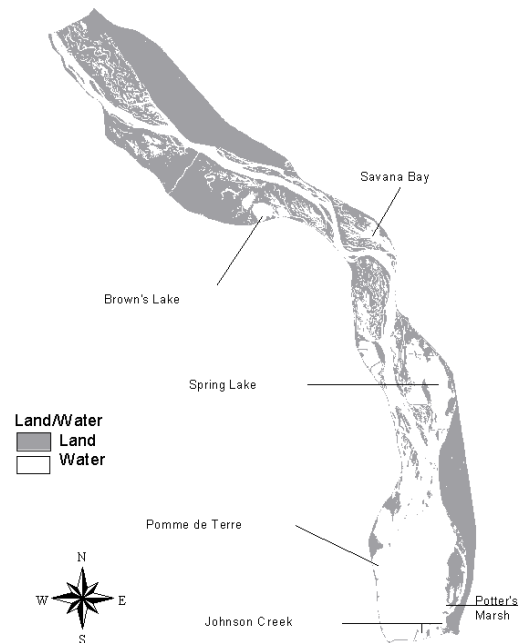 Savana Bay
Brown's Lake
Spring Lake
Land/Water
Land
Water
Pomme de Terre
N
W E
S
Potter's
Marsh
Johnson Creek